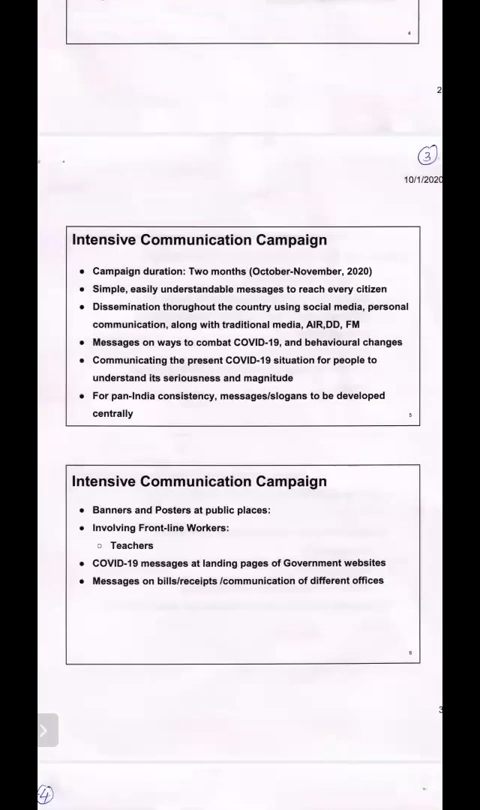 4
2
3
10/1/2020
Intensive Communication Campaign
● Campaign duration: Two months (October-November, 2020)
● Simple, easily understandable messages to reach every citizen
● Dissemination thorughout the country using social media, personal
communication, along with traditional media, AIR,DD, FM
● Messages on ways to combat COVID-19, and behavioural changes
● Communicating the present COVID-19 situation for people to
understand its seriousness and magnitude
● For pan-India consistency, messages/slogans to be developed
centrally
5
Intensive Communication Campaign
● Banners and Posters at public places:
● Involving Front-line Workers:
○ Teachers
● COVID-19 messages at landing pages of Government websites
● Messages on bills/receipts /communication of different offices
6
3
4